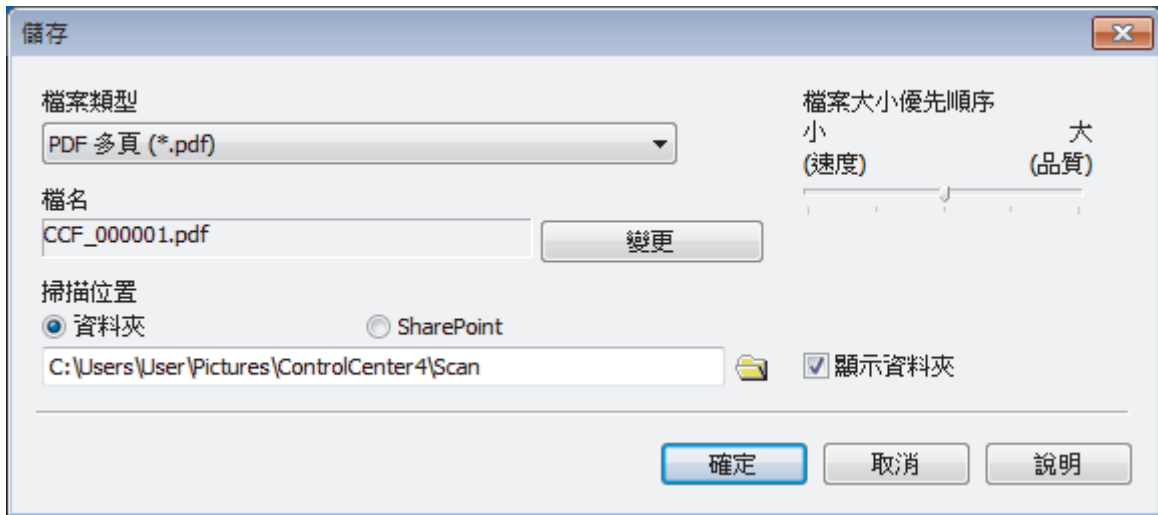 儲存
檔案類型
PDF 多頁 (*.pdf)
檔名
CCF_000001.pdf
變更
檔案大小優先順序
小 大
(速度) (品質)
掃描位置
資料夾 SharePoint
C:\Users\User\Pictures\ControlCenter4\Scan
顯示資料夾
確定 取消 說明